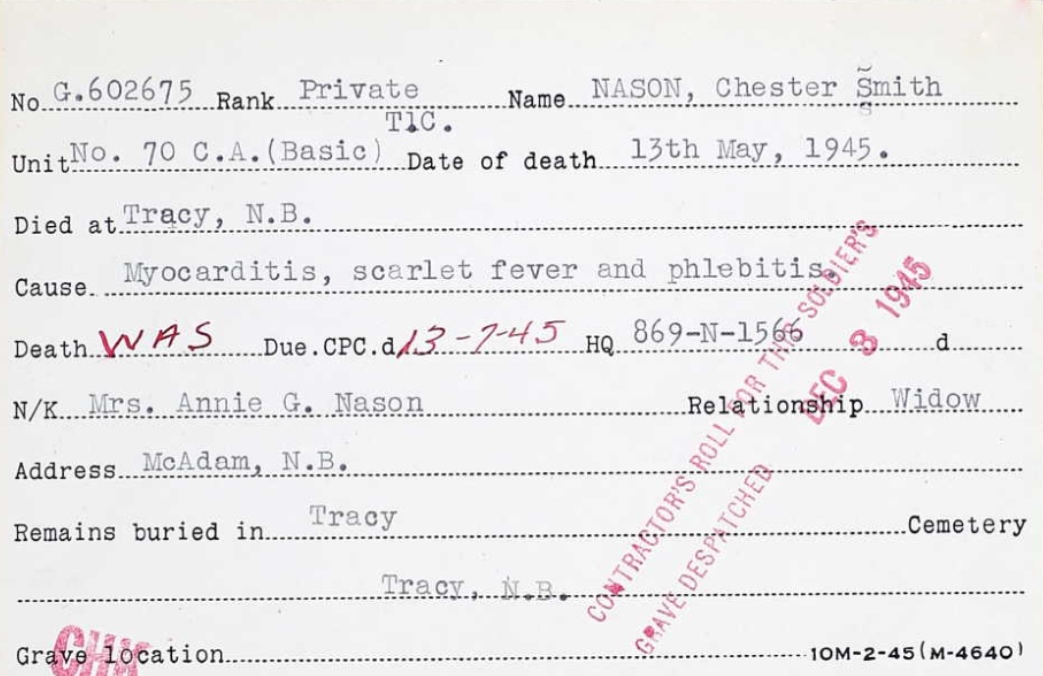 No G.602675 Rank Private Name NASON, Chester Smith
T1C.
Unit No. 70 C.A.(Basic) Date of death 13th May, 1945.
Died at Tracy, N.B.
Cause Myocarditis, scarlet fever and phlebitis.
Death WAS Due.CPC.d 13-7-45 HQ 869-N-1566 d
N/K Mrs. Annie G. Nason Relationship Widow
Address McAdam, N.B.
Remains buried in Tracy Cemetery
Tracy, N.B.
Grave location 10M-2-45(M-4640)
CONTRACTOR'S ROLL FOR THIS SOLDIER'S
GRAVE DESPATCHED DEC 3 1945
CHK